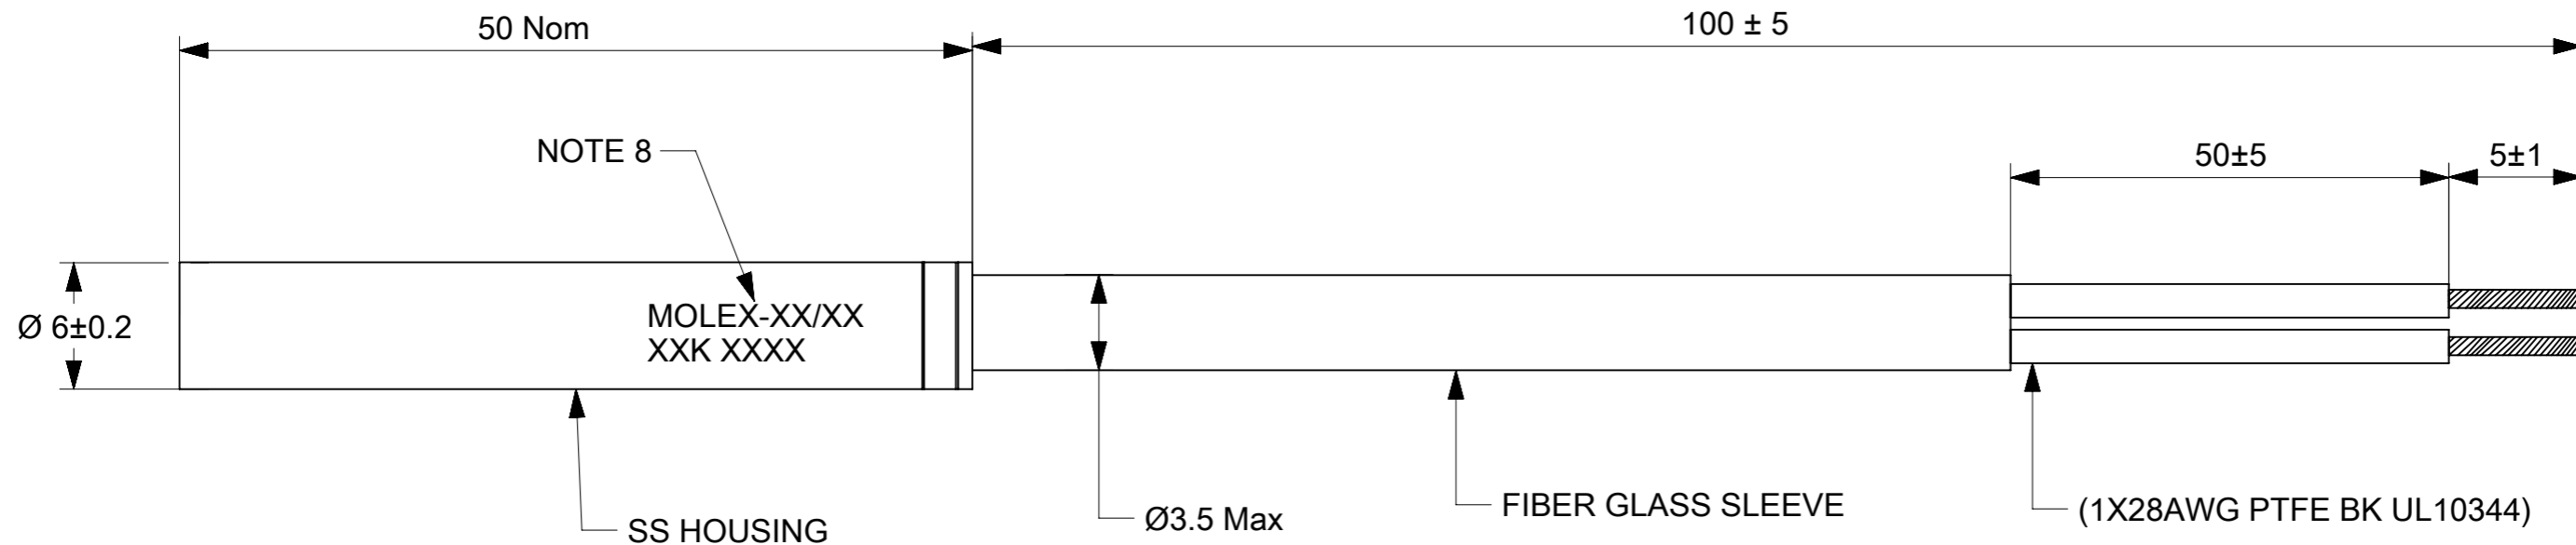 50 Nom
100 ± 5
NOTE 8
50±5
5±1
MOLEX-XX/XX
XXK XXXX
Ø 6±0.2
SS HOUSING
Ø3.5 Max
FIBER GLASS SLEEVE
(1X28AWG PTFE BK UL10344)